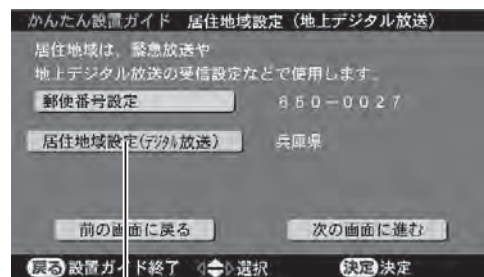 かんたん設置ガイド 居住地域設定（地上デジタル放送）
居住地域は、緊急放送や
地上デジタル放送の受信設定などで使用します。
郵便番号設定 650-0027
居住地域設定(デジタル放送) 兵庫県
前の画面に戻る 次の画面に進む
戻る 設置ガイド終了 選択 決定 決定